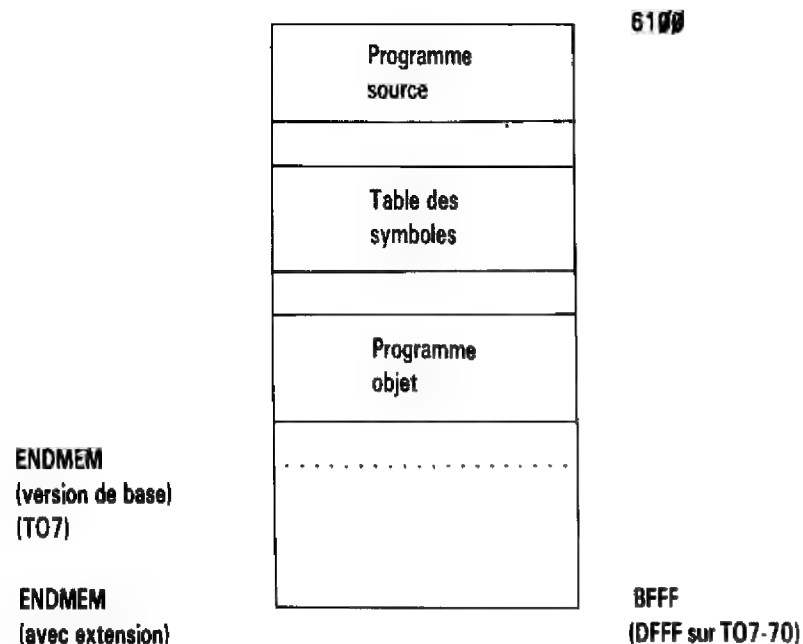 6100
Programme
source
Table des
symboles
Programme
objet
ENDMEM
(version de base)
(TO7)
ENDMEM
(avec extension)
BFFF
(DFFF sur TO7-70)